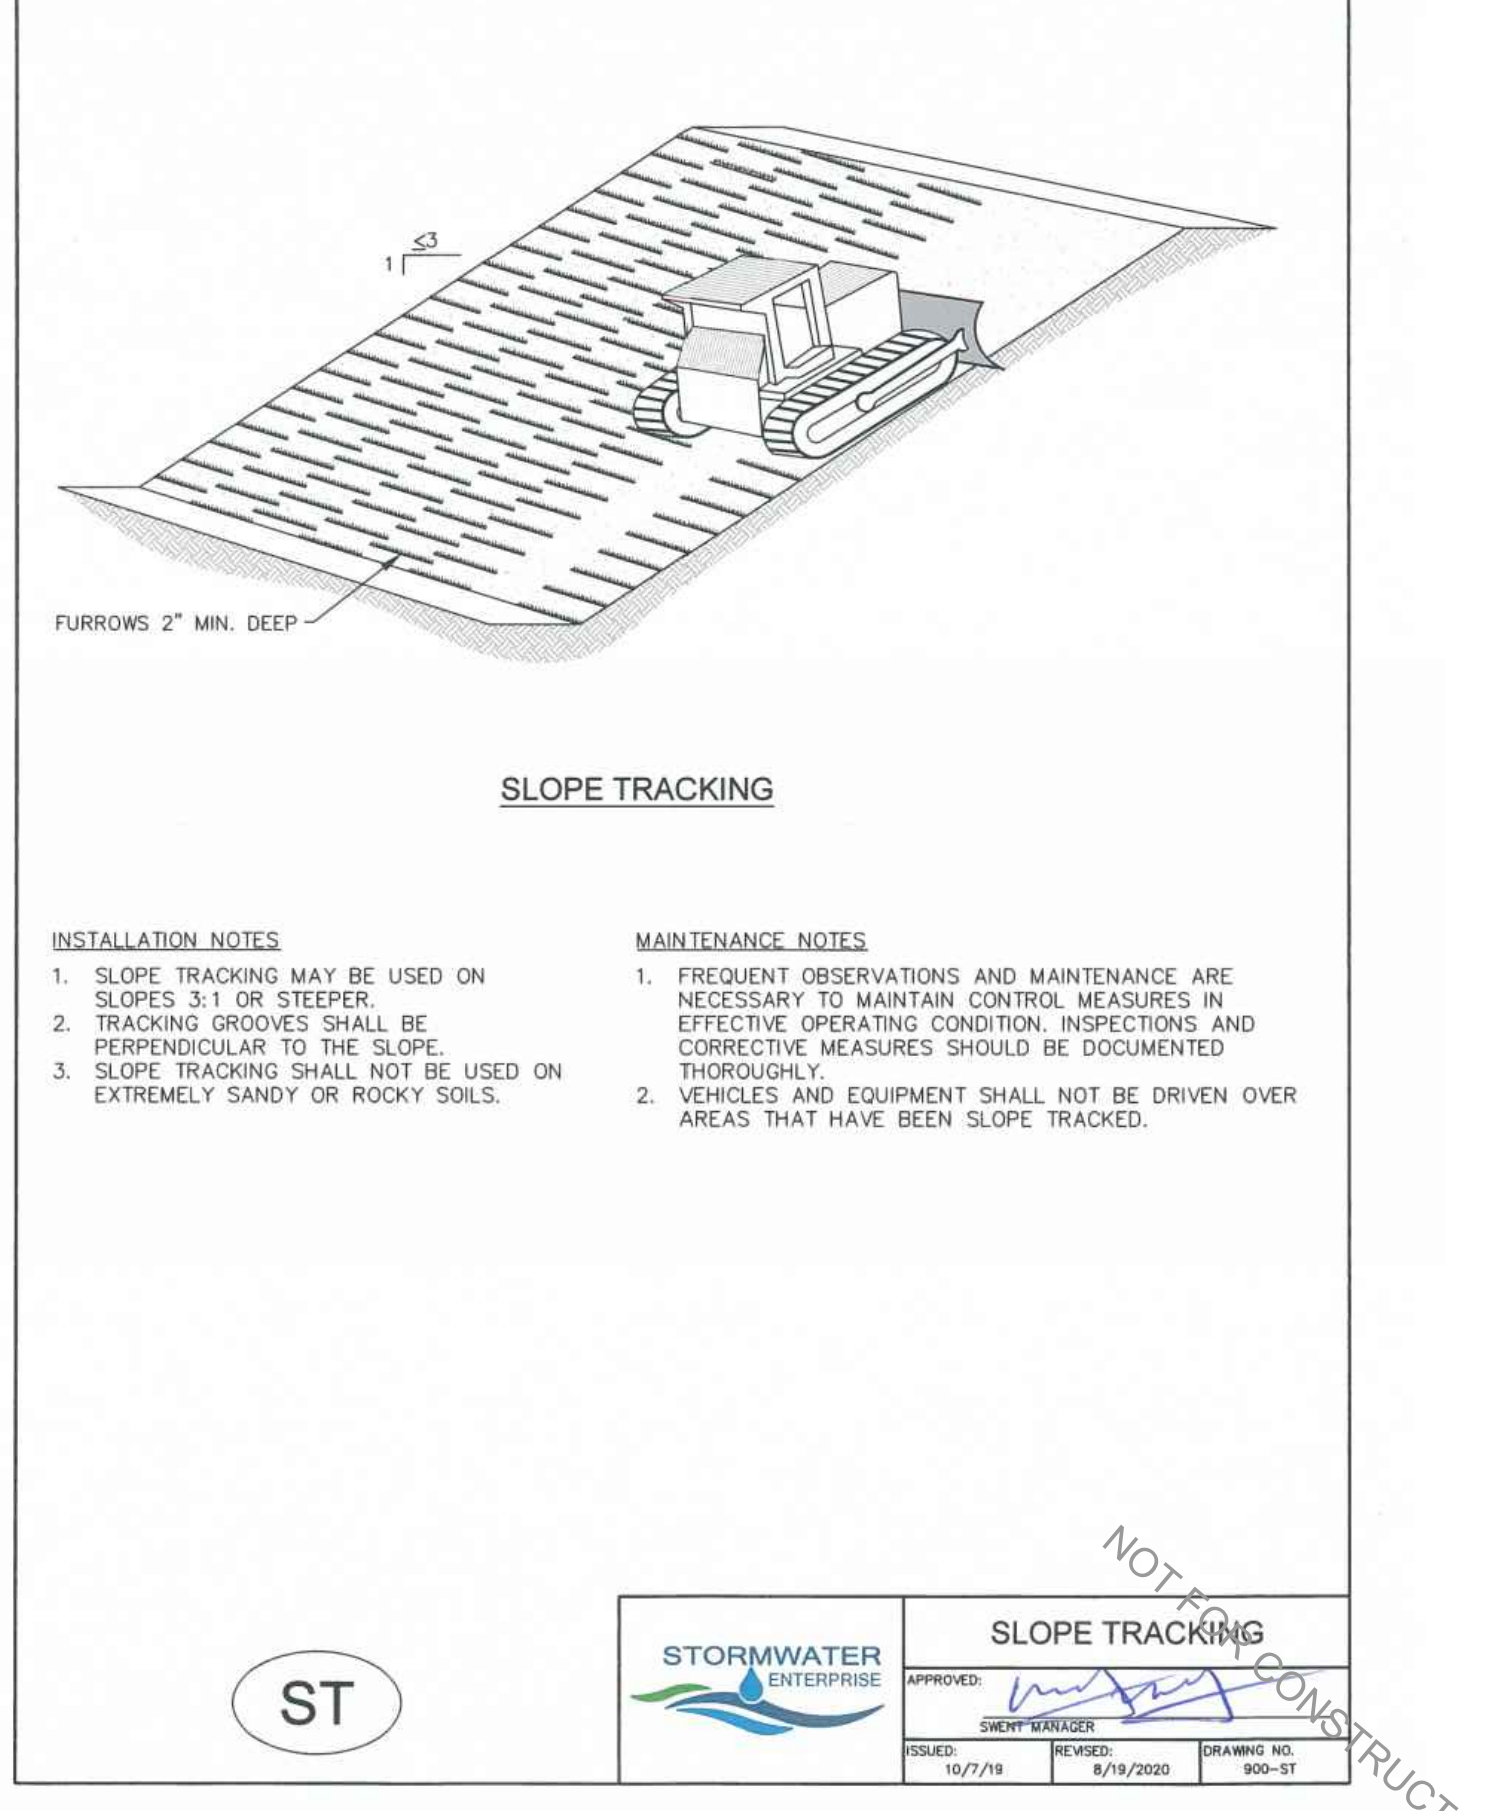 ≤3
1
FURROWS 2" MIN. DEEP
SLOPE TRACKING
INSTALLATION NOTES
1. SLOPE TRACKING MAY BE USED ON
SLOPES 3:1 OR STEEPER.
2. TRACKING GROOVES SHALL BE
PERPENDICULAR TO THE SLOPE.
3. SLOPE TRACKING SHALL NOT BE USED ON
EXTREMELY SANDY OR ROCKY SOILS.
MAINTENANCE NOTES
1. FREQUENT OBSERVATIONS AND MAINTENANCE ARE
NECESSARY TO MAINTAIN CONTROL MEASURES IN
EFFECTIVE OPERATING CONDITION. INSPECTIONS AND
CORRECTIVE MEASURES SHOULD BE DOCUMENTED
THOROUGHLY.
2. VEHICLES AND EQUIPMENT SHALL NOT BE DRIVEN OVER
AREAS THAT HAVE BEEN SLOPE TRACKED.
ST
STORMWATER
ENTERPRISE
SLOPE TRACKING
APPROVED:
SWENT MANAGER
ISSUED:
10/7/19
REVISED:
8/19/2020
DRAWING NO.
900-ST
NOT FOR CONSTRUCT